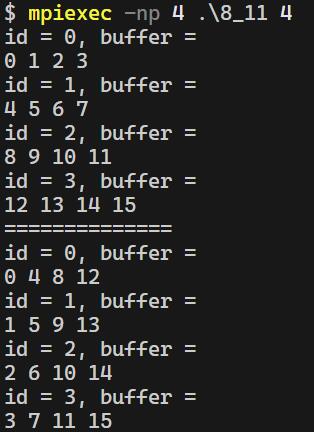 $ mpiexec -np 4 .\8_11 4
id = 0, buffer =
0 1 2 3
id = 1, buffer =
4 5 6 7
id = 2, buffer =
8 9 10 11
id = 3, buffer =
12 13 14 15
==============
id = 0, buffer =
0 4 8 12
id = 1, buffer =
1 5 9 13
id = 2, buffer =
2 6 10 14
id = 3, buffer =
3 7 11 15